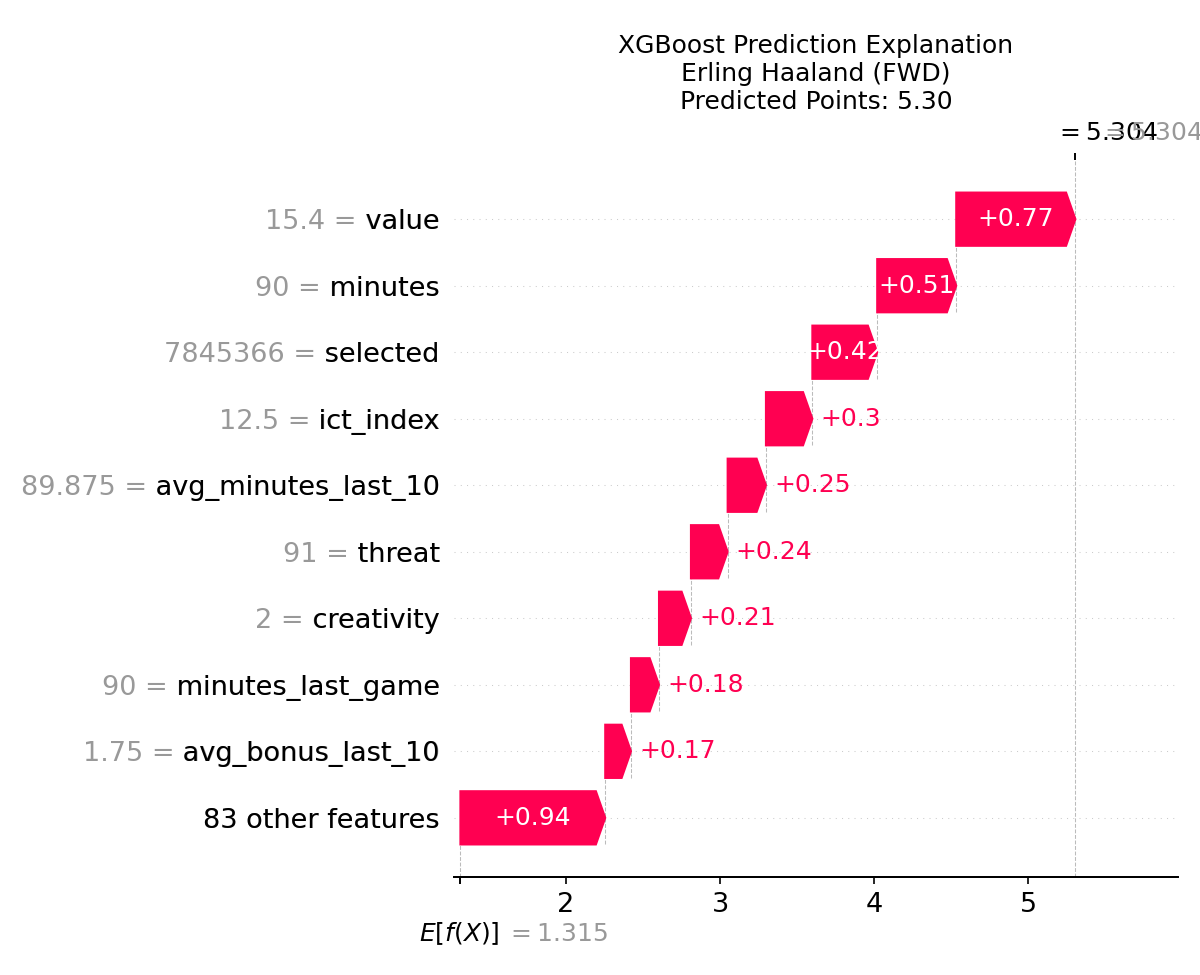 XGBoost Prediction Explanation
Erling Haaland (FWD)
Predicted Points: 5.30
= 5.304
= 5.304
15.4 = value
+0.77
90 = minutes
+0.51
7845366 = selected
+0.42
12.5 = ict_index
+0.3
89.875 = avg_minutes_last_10
+0.25
91 = threat
+0.24
2 = creativity
+0.21
90 = minutes_last_game
+0.18
1.75 = avg_bonus_last_10
+0.17
83 other features
+0.94
2 3 4 5
E[f(X)] = 1.315